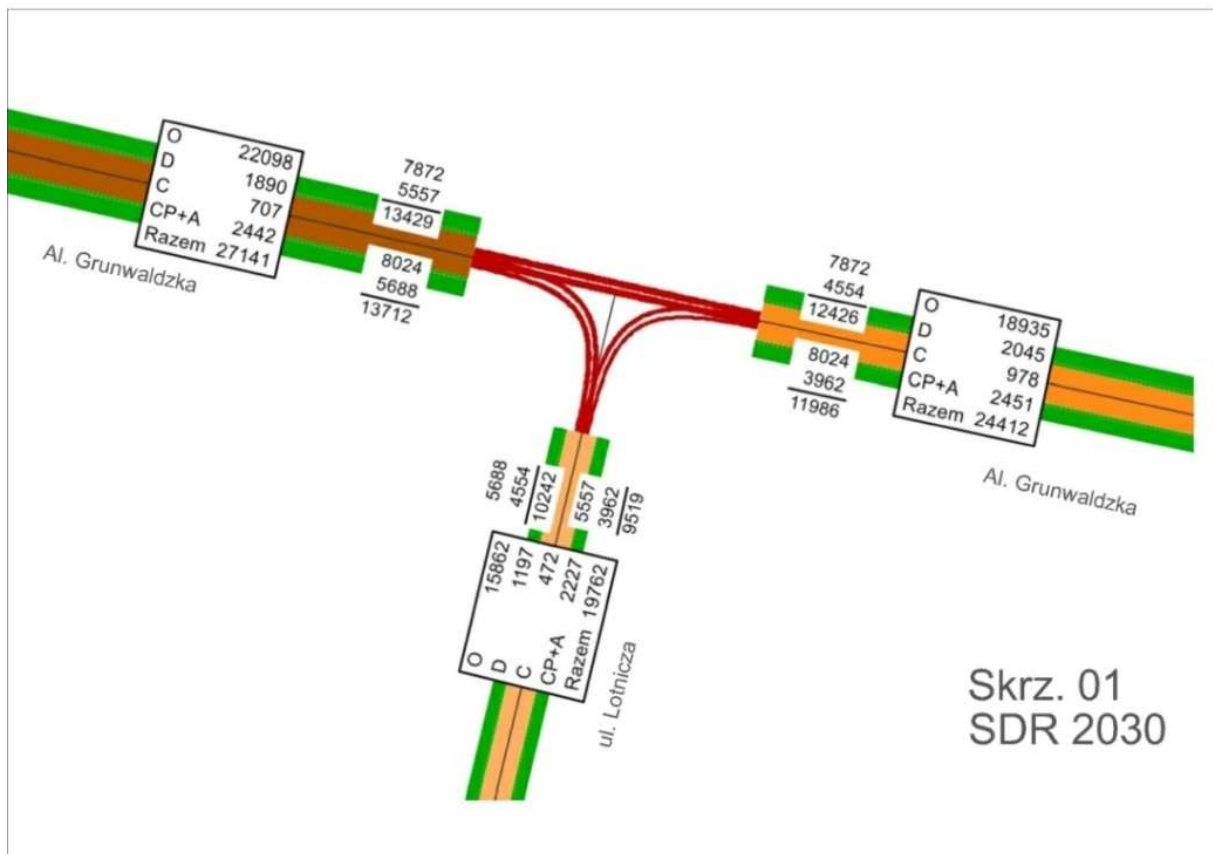 O 22098
D 1890
C 707
CP+A 2442
Razem 27141
Al. Grunwaldzka
7872
5557
13429
8024
5688
13712
7872
4554
12426
8024
3962
11986
O 18935
D 2045
C 978
CP+A 2451
Razem 24412
Al. Grunwaldzka
5688
4554
10242
5557
3962
9519
O 15862
D 1197
C 472
CP+A 2227
Razem 19762
ul. Lotnicza
Skrz. 01
SDR 2030